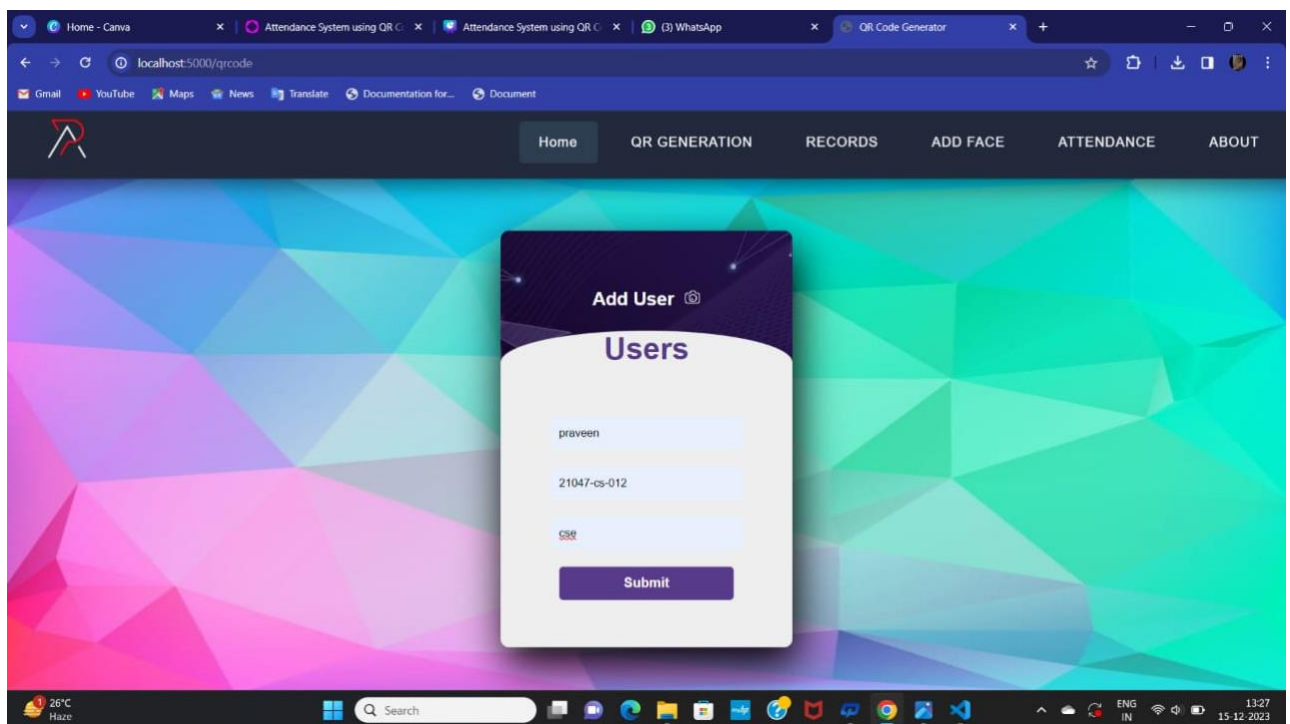 Home - Canva
Attendance System using QR C
Attendance System using QR C
(3) WhatsApp
QR Code Generator
localhost:5000/qrcode
Gmail
YouTube
Maps
News
Translate
Documentation for...
Document
Home
QR GENERATION
RECORDS
ADD FACE
ATTENDANCE
ABOUT
Add User
Users
praveen
21047-cs-012
cse
Submit
1
26°C
Haze
Search
ENG
IN
13:27
15-12-2023